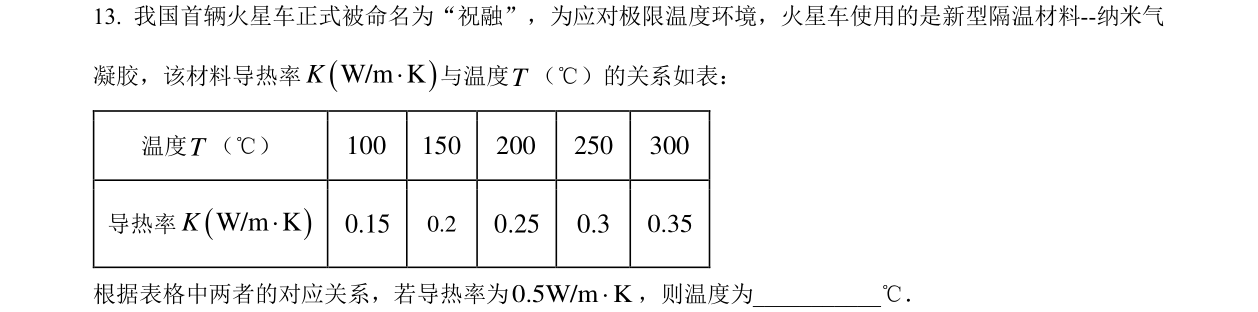 13. 我国首辆火星车正式被命名为“祝融”，为应对极限温度环境，火星车使用的是新型隔温材料--纳米气
凝胶，该材料导热率K(W/m·K)与温度T（℃）的关系如表：
温度T（℃） 100 150 200 250 300
导热率K(W/m·K) 0.15 0.2 0.25 0.3 0.35
根据表格中两者的对应关系，若导热率为0.5W/m·K，则温度为___________℃．